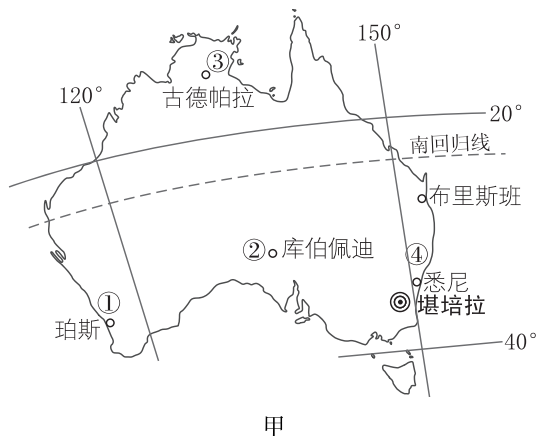 150°
③
古德帕拉
120°
20°
南回归线
布里斯班
②库伯佩迪
④
悉尼
①
堪培拉
珀斯
40°
甲